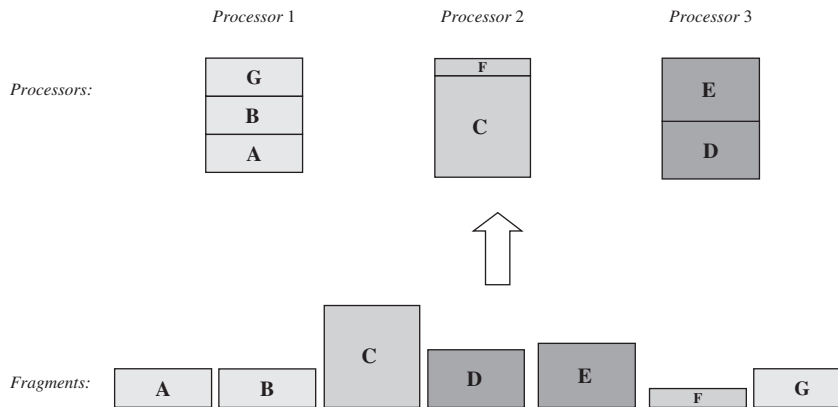 Processor 1 Processor 2 Processor 3
Processors:
G F E
B C
A D
Fragments:
A B C D E F G